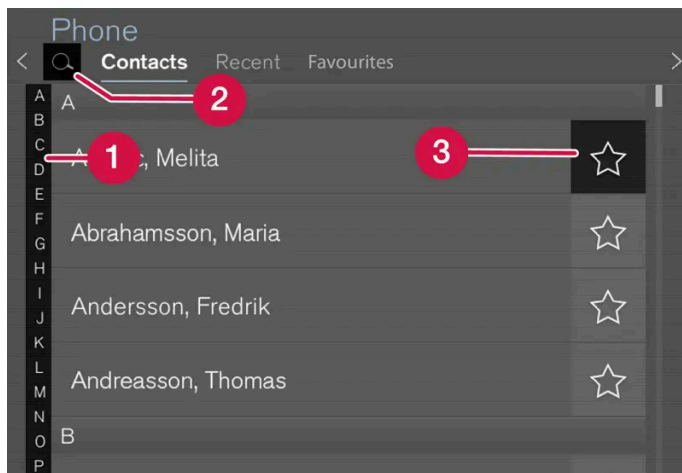 Phone
Contacts Recent Favourites
2
A
B
C
D
E
F
G
H
I
J
K
L
M
N
O
P
A
1 Melita 3
Abrahamsson, Maria
Andersson, Fredrik
Andreasson, Thomas
B